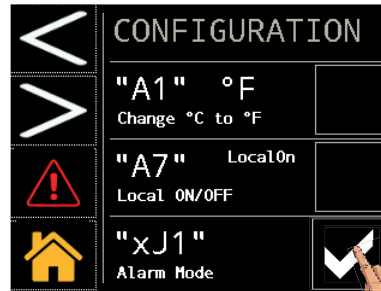 CONFIGURATION
"A1" °F
Change °C to °F
"A7" LocalOn
Local ON/OFF
"xJ1"
Alarm Mode